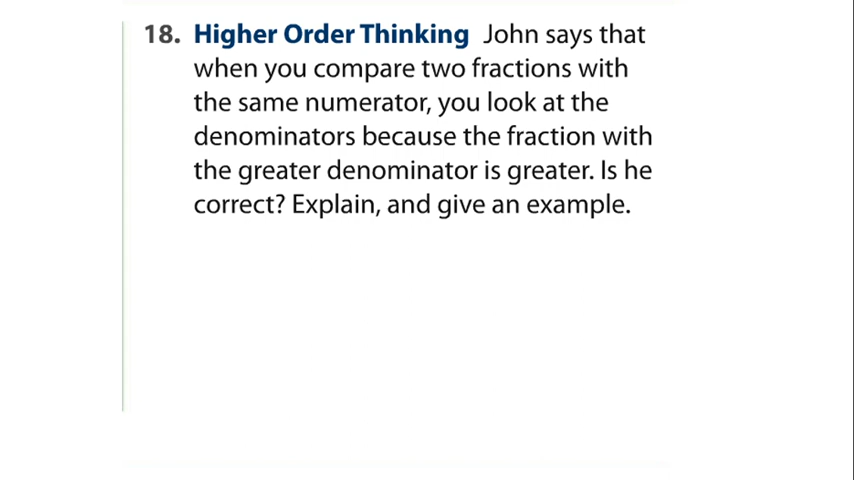 18. Higher Order Thinking John says that
when you compare two fractions with
the same numerator, you look at the
denominators because the fraction with
the greater denominator is greater. Is he
correct? Explain, and give an example.